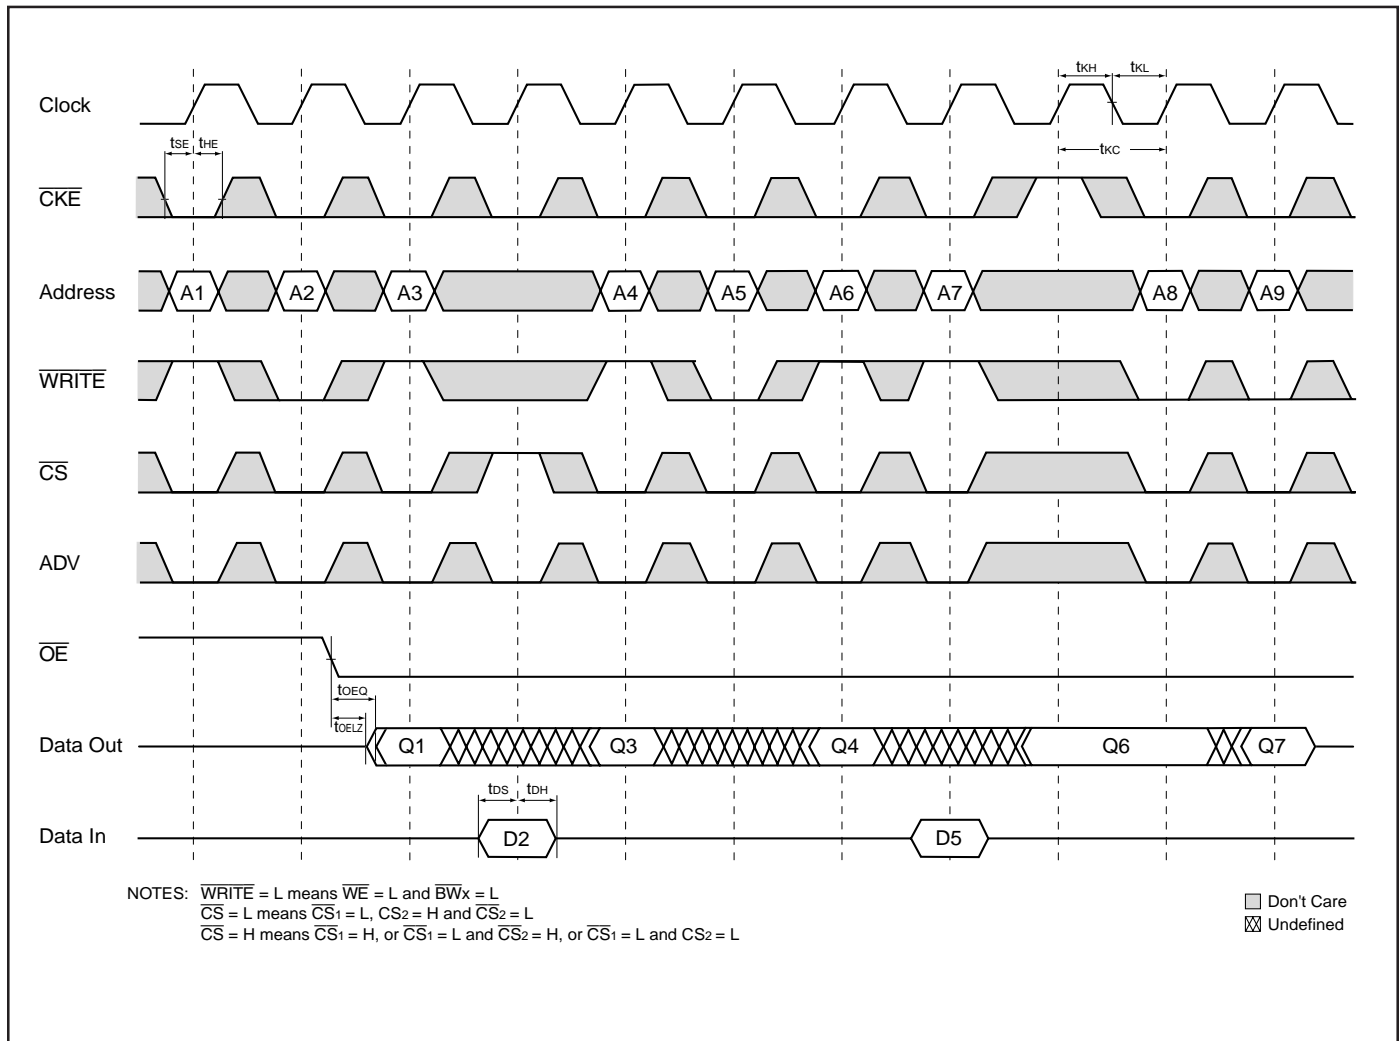 tKH tKL
Clock
tSE tHE
tKC
CKE
Address A1 A2 A3 A4 A5 A6 A7 A8 A9
WRITE
CS
ADV
OE
tOEQ
tOELZ
Data Out Q1 Q3 Q4 Q6 Q7
tDS tDH
Data In D2 D5
NOTES: WRITE = L means WE = L and BWx = L
CS = L means CS1 = L, CS2 = H and CS2 = L
CS = H means CS1 = H, or CS1 = L and CS2 = H, or CS1 = L and CS2 = L
Don't Care
Undefined